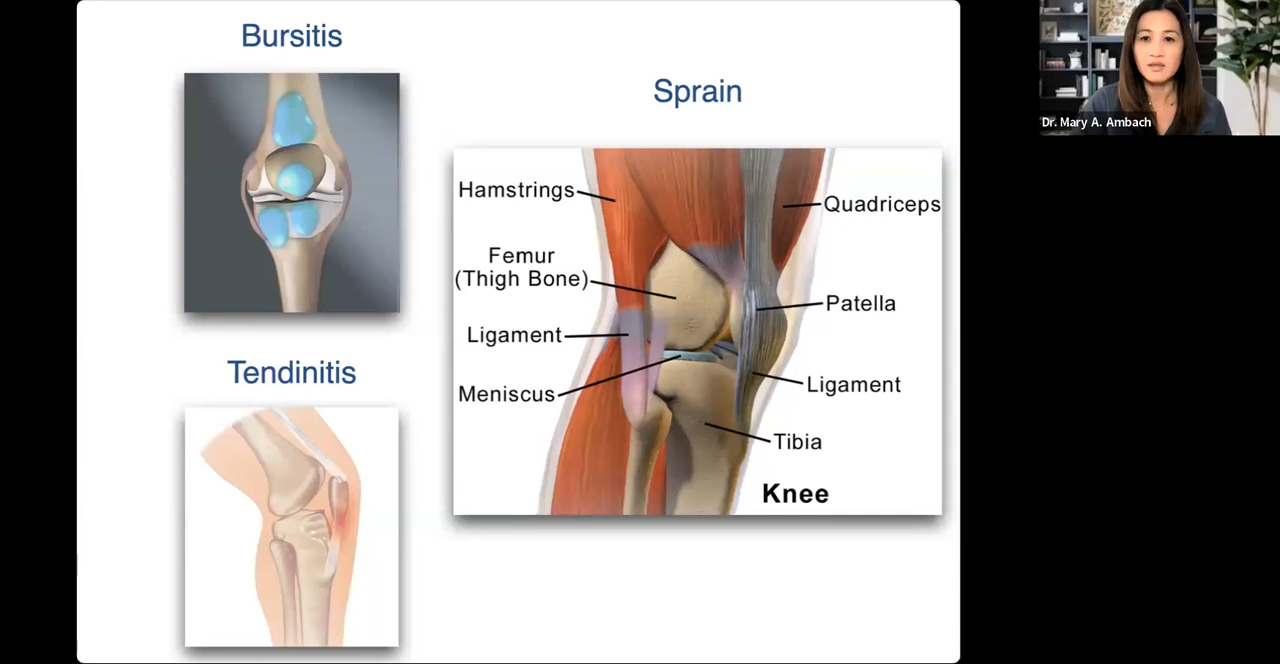 Bursitis
Sprain
Hamstrings
Quadriceps
Femur
(Thigh Bone)
Patella
Ligament
Meniscus
Ligament
Tibia
Knee
Tendinitis
Dr. Mary A. Ambach